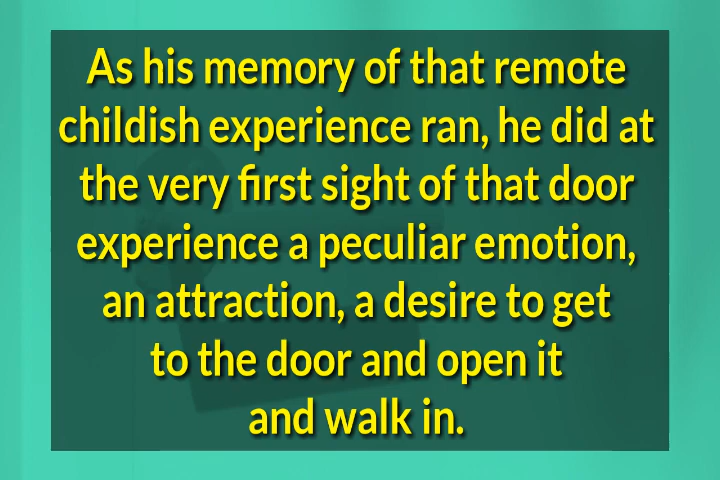 As his memory of that remote
childish experience ran, he did at
the very first sight of that door
experience a peculiar emotion,
an attraction, a desire to get
to the door and open it
and walk in.